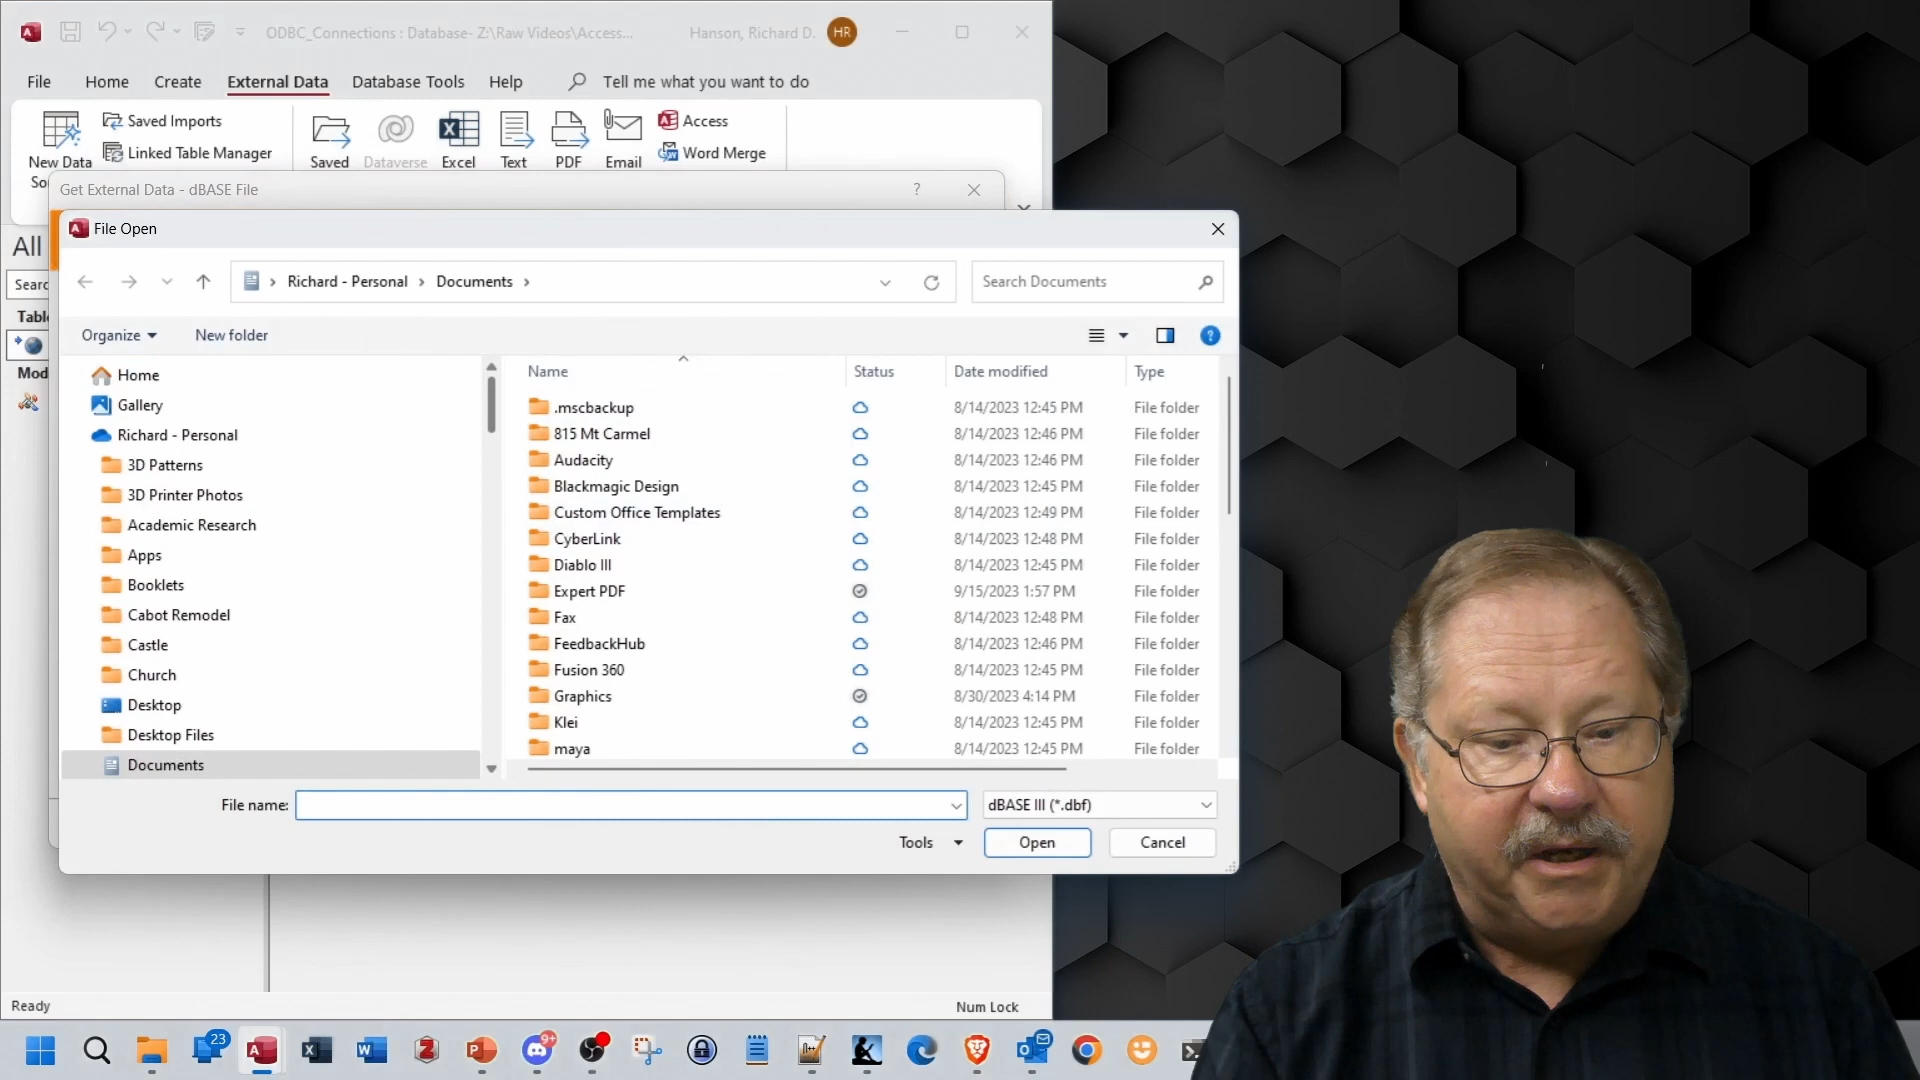 ODBC_Connections : Database- Z:\Raw Videos\Access...
Hanson, Richard D.
HR
File
Home
Create
External Data
Database Tools
Help
Tell me what you want to do
New Data
So
Saved Imports
Linked Table Manager
Saved
Dataverse
Excel
Text
PDF
Email
Access
Word Merge
Get External Data - dBASE File
?
File Open
All
Searc
Table
Mod
Richard - Personal
Documents
Search Documents
Organize
New folder
?
Home
Gallery
Richard - Personal
3D Patterns
3D Printer Photos
Academic Research
Apps
Booklets
Cabot Remodel
Castle
Church
Desktop
Desktop Files
Documents
Name Status Date modified Type
.mscbackup 8/14/2023 12:45 PM File folder
815 Mt Carmel 8/14/2023 12:46 PM File folder
Audacity 8/14/2023 12:46 PM File folder
Blackmagic Design 8/14/2023 12:45 PM File folder
Custom Office Templates 8/14/2023 12:49 PM File folder
CyberLink 8/14/2023 12:48 PM File folder
Diablo III 8/14/2023 12:45 PM File folder
Expert PDF 9/15/2023 1:57 PM File folder
Fax 8/14/2023 12:48 PM File folder
FeedbackHub 8/14/2023 12:46 PM File folder
Fusion 360 8/14/2023 12:45 PM File folder
Graphics 8/30/2023 4:14 PM File folder
Klei 8/14/2023 12:45 PM File folder
maya 8/14/2023 12:45 PM File folder
File name:
dBASE III (*.dbf)
Tools
Open
Cancel
Ready
Num Lock
23
9+